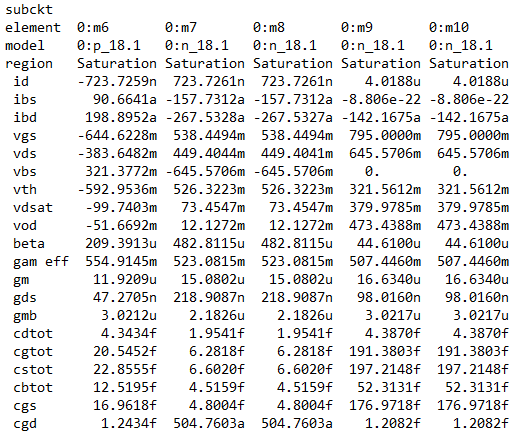 subckt
element  0:m6       0:m7       0:m8       0:m9       0:m10
model    0:p_18.1   0:n_18.1   0:n_18.1   0:n_18.1   0:n_18.1
region   Saturation Saturation Saturation Saturation Saturation
id       -723.7259n 723.7261n  723.7261n  4.0188u    4.0188u
ibs      90.6641a   -157.7312a -157.7312a -8.806e-22 -8.806e-22
ibd      198.8952a  -267.5328a -267.5327a -142.1675a -142.1675a
vgs      -644.6228m 538.4494m  538.4494m  795.0000m  795.0000m
vds      -383.6482m 449.4044m  449.4041m  645.5706m  645.5706m
vbs      321.3772m  -645.5706m -645.5706m 0.         0.
vth      -592.9536m 526.3223m  526.3223m  321.5612m  321.5612m
vdsat    -99.7403m  73.4547m   73.4547m   379.9785m  379.9785m
vod      -51.6692m  12.1272m   12.1272m   473.4388m  473.4388m
beta     209.3913u  482.8115u  482.8115u  44.6100u   44.6100u
gam eff  554.9145m  523.0815m  523.0815m  507.4460m  507.4460m
gm       11.9209u   15.0802u   15.0802u   16.6340u   16.6340u
gds      47.2705n   218.9087n  218.9087n  98.0160n   98.0160n
gmb      3.0212u    2.1826u    2.1826u    3.0217u    3.0217u
cdtot    4.3434f    1.9541f    1.9541f    4.3870f    4.3870f
cgtot    20.5452f   6.2818f    6.2818f    191.3803f  191.3803f
cstot    22.8555f   6.6020f    6.6020f    197.2148f  197.2148f
cbtot    12.5195f   4.5159f    4.5159f    52.3131f   52.3131f
cgs      16.9618f   4.8004f    4.8004f    176.9718f  176.9718f
cgd      1.2434f    504.7603a  504.7603a  1.2082f    1.2082f